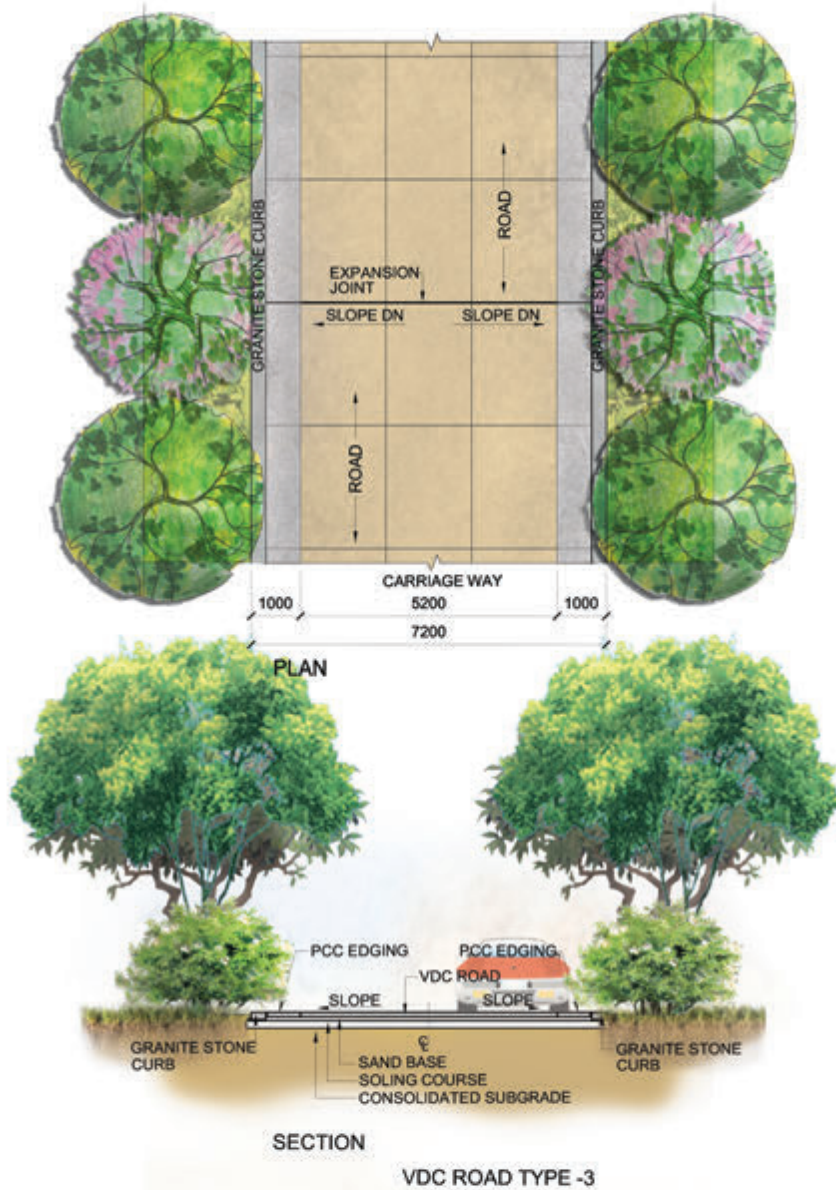 GRANITE STONE CURB
GRANITE STONE CURB
ROAD
EXPANSION
JOINT
SLOPE DN
SLOPE DN
ROAD
CARRIAGE WAY
1000
5200
1000
7200
PLAN
PCC EDGING
PCC EDGING
VDC ROAD
SLOPE
SLOPE
GRANITE STONE
CURB
℄
GRANITE STONE
CURB
SAND BASE
SOLING COURSE
CONSOLIDATED SUBGRADE
SECTION
VDC ROAD TYPE -3